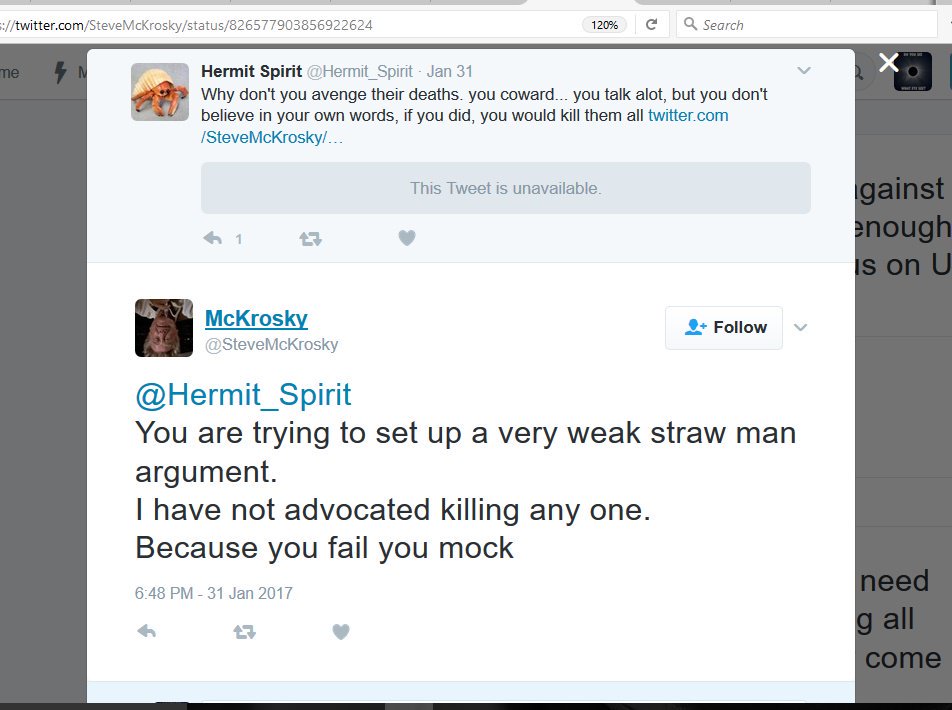 ://twitter.com/SteveMcKrosky/status/826577903856922624
120%
Search
me
M
Hermit Spirit @Hermit_Spirit · Jan 31
Why don't you avenge their deaths. you coward... you talk alot, but you don't
believe in your own words, if you did, you would kill them all twitter.com
/SteveMcKrosky/…
This Tweet is unavailable.
1
McKrosky
@SteveMcKrosky
Follow
@Hermit_Spirit
You are trying to set up a very weak straw man
argument.
I have not advocated killing any one.
Because you fail you mock
6:48 PM - 31 Jan 2017
gainst
enough
us on U
need
g all
come